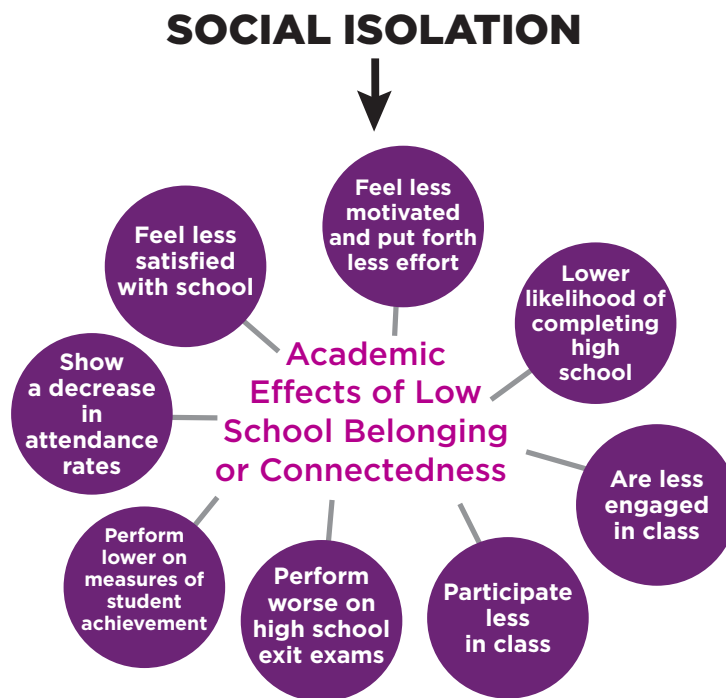 SOCIAL ISOLATION
Feel less
motivated
and put forth
less effort
Feel less
satisfied
with school
Lower
likelihood of
completing
high
school
Show
a decrease
in
attendance
rates
Academic
Effects of Low
School Belonging
or Connectedness
Are less
engaged
in class
Perform
lower on
measures of
student
achievement
Perform
worse on
high school
exit exams
Participate
less
in class